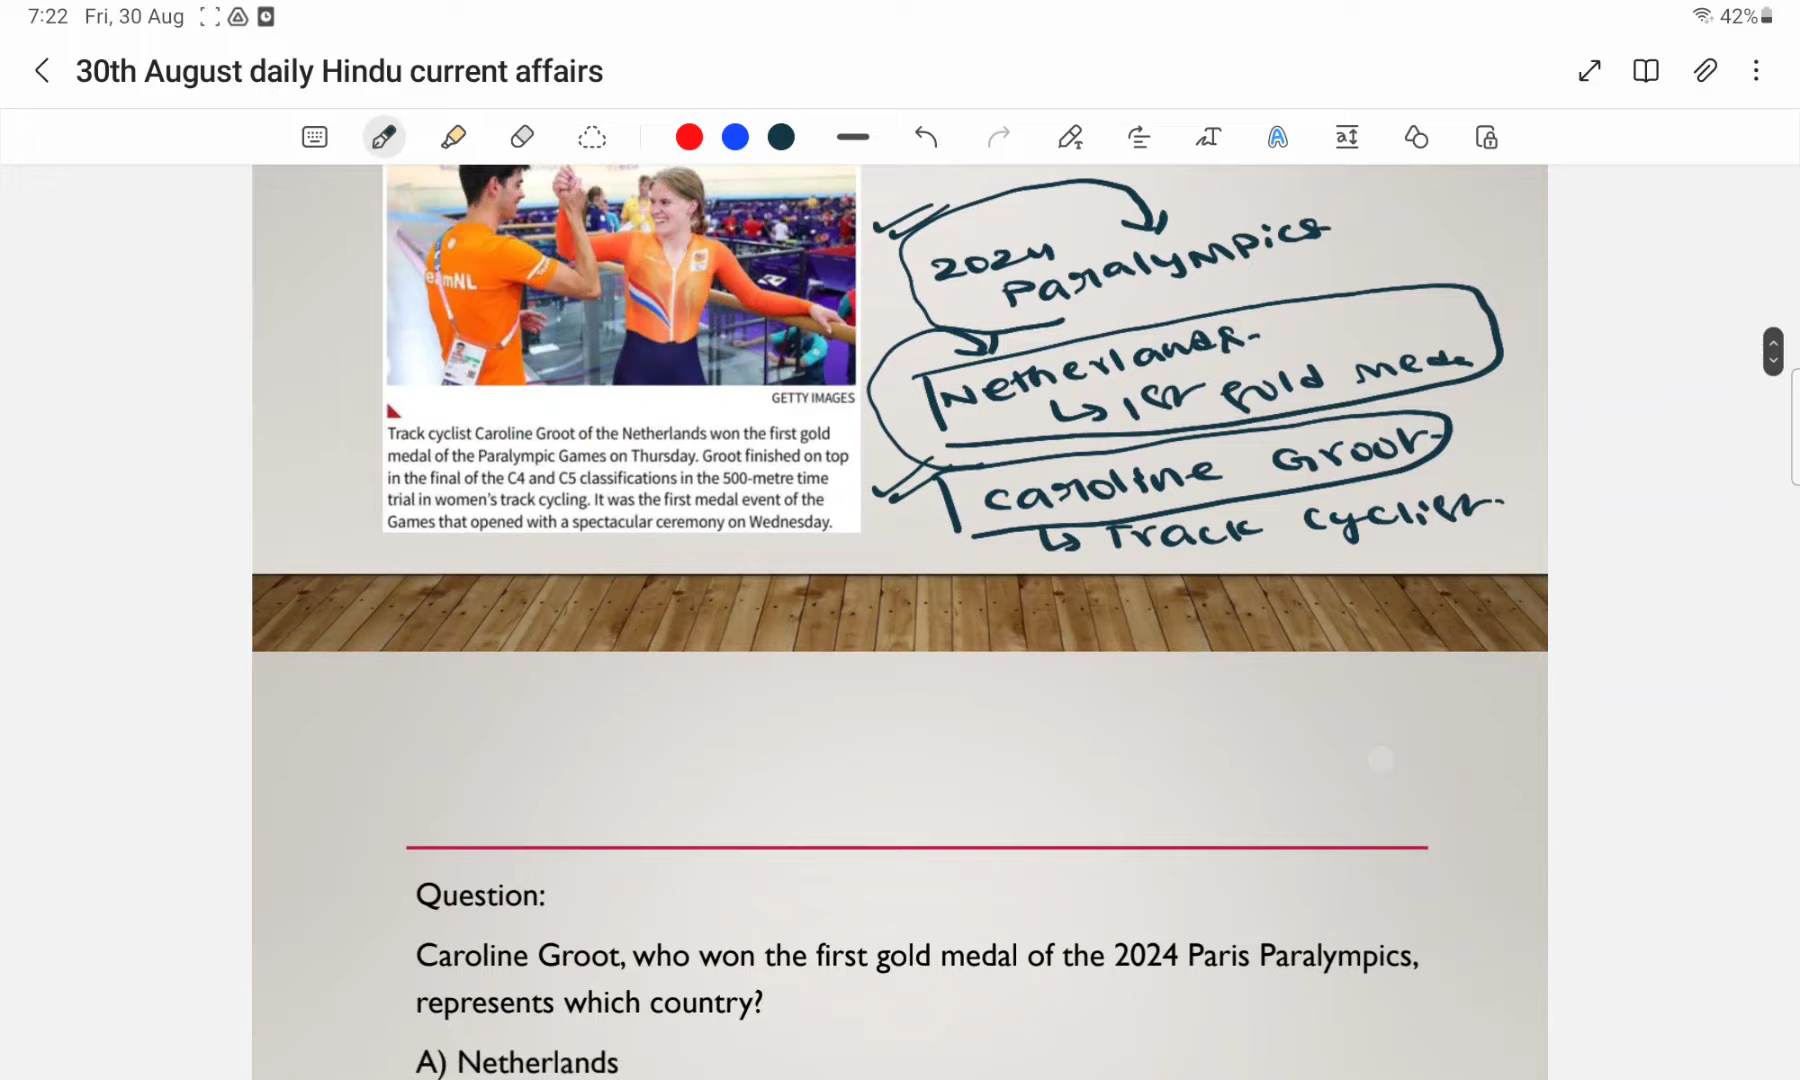 7:22 Fri, 30 Aug
42%
30th August daily Hindu current affairs
TeamNL
GETTY IMAGES
Track cyclist Caroline Groot of the Netherlands won the first gold
medal of the Paralympic Games on Thursday. Groot finished on top
in the final of the C4 and C5 classifications in the 500-metre time
trial in women's track cycling. It was the first medal event of the
Games that opened with a spectacular ceremony on Wednesday.
2024
Paralympics
Netherlands.
↳ 1st gold meda
Caroline Groot
↳ Track cyclist.
Question:
Caroline Groot, who won the first gold medal of the 2024 Paris Paralympics,
represents which country?
A) Netherlands